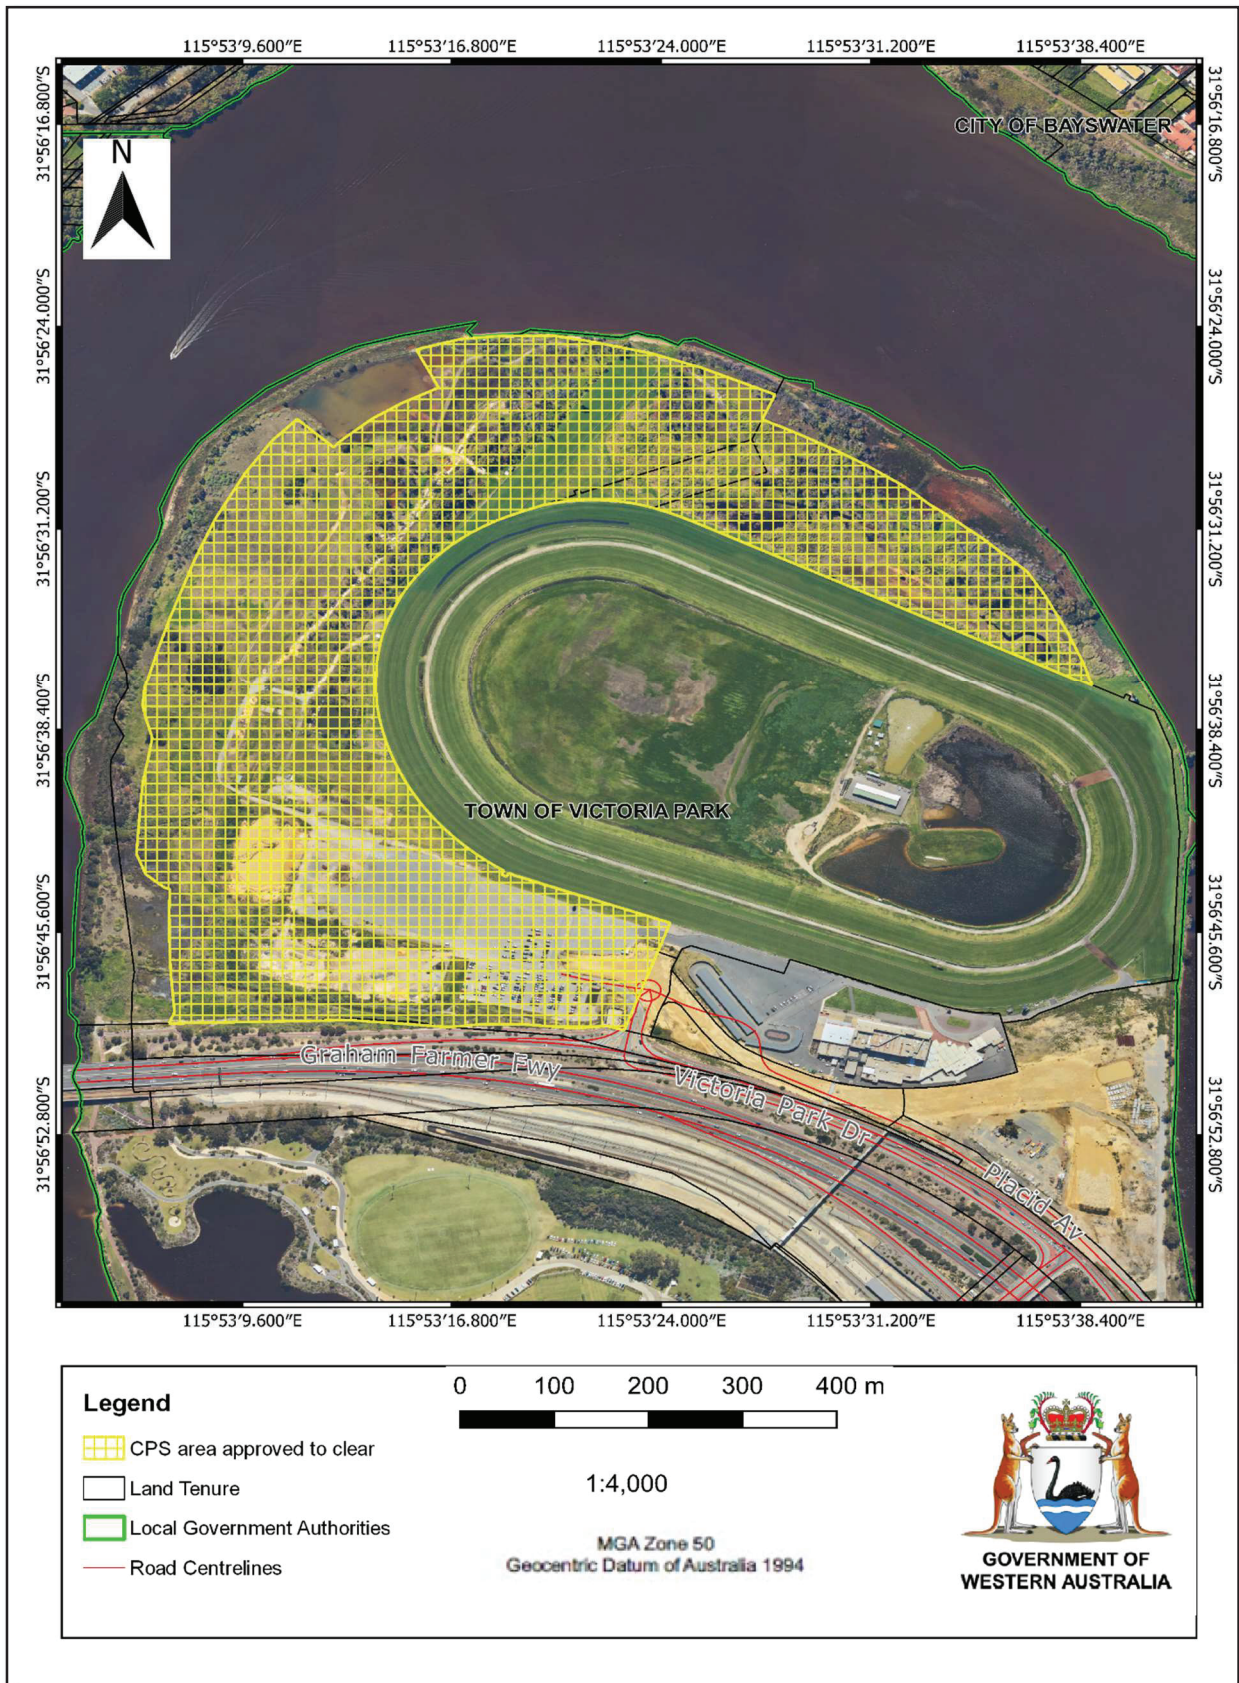 115°53'9.600"E 115°53'16.800"E 115°53'24.000"E 115°53'31.200"E 115°53'38.400"E
31°56'16.800"S
31°56'24.000"S
31°56'31.200"S
31°56'38.400"S
31°56'45.600"S
31°56'52.800"S
N
CITY OF BAYSWATER
TOWN OF VICTORIA PARK
Graham Farmer Fwy
Victoria Park Dr
Placid Av
31°56'16.800"S
31°56'24.000"S
31°56'31.200"S
31°56'38.400"S
31°56'45.600"S
31°56'52.800"S
115°53'9.600"E 115°53'16.800"E 115°53'24.000"E 115°53'31.200"E 115°53'38.400"E
Legend
CPS area approved to clear
Land Tenure
Local Government Authorities
Road Centrelines
0 100 200 300 400 m
1:4,000
MGA Zone 50
Geocentric Datum of Australia 1994
GOVERNMENT OF
WESTERN AUSTRALIA